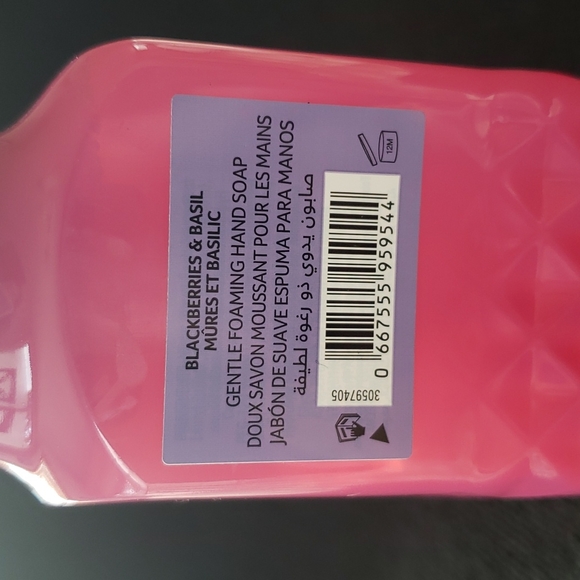 BLACKBERRIES & BASIL
MÛRES ET BASILIC
GENTLE FOAMING HAND SOAP
DOUX SAVON MOUSSANT POUR LES MAINS
JABÓN DE SUAVE ESPUMA PARA MANOS
صابون يدوي ذو رغوة لطيفة
12M
30597405
0 667555 959544